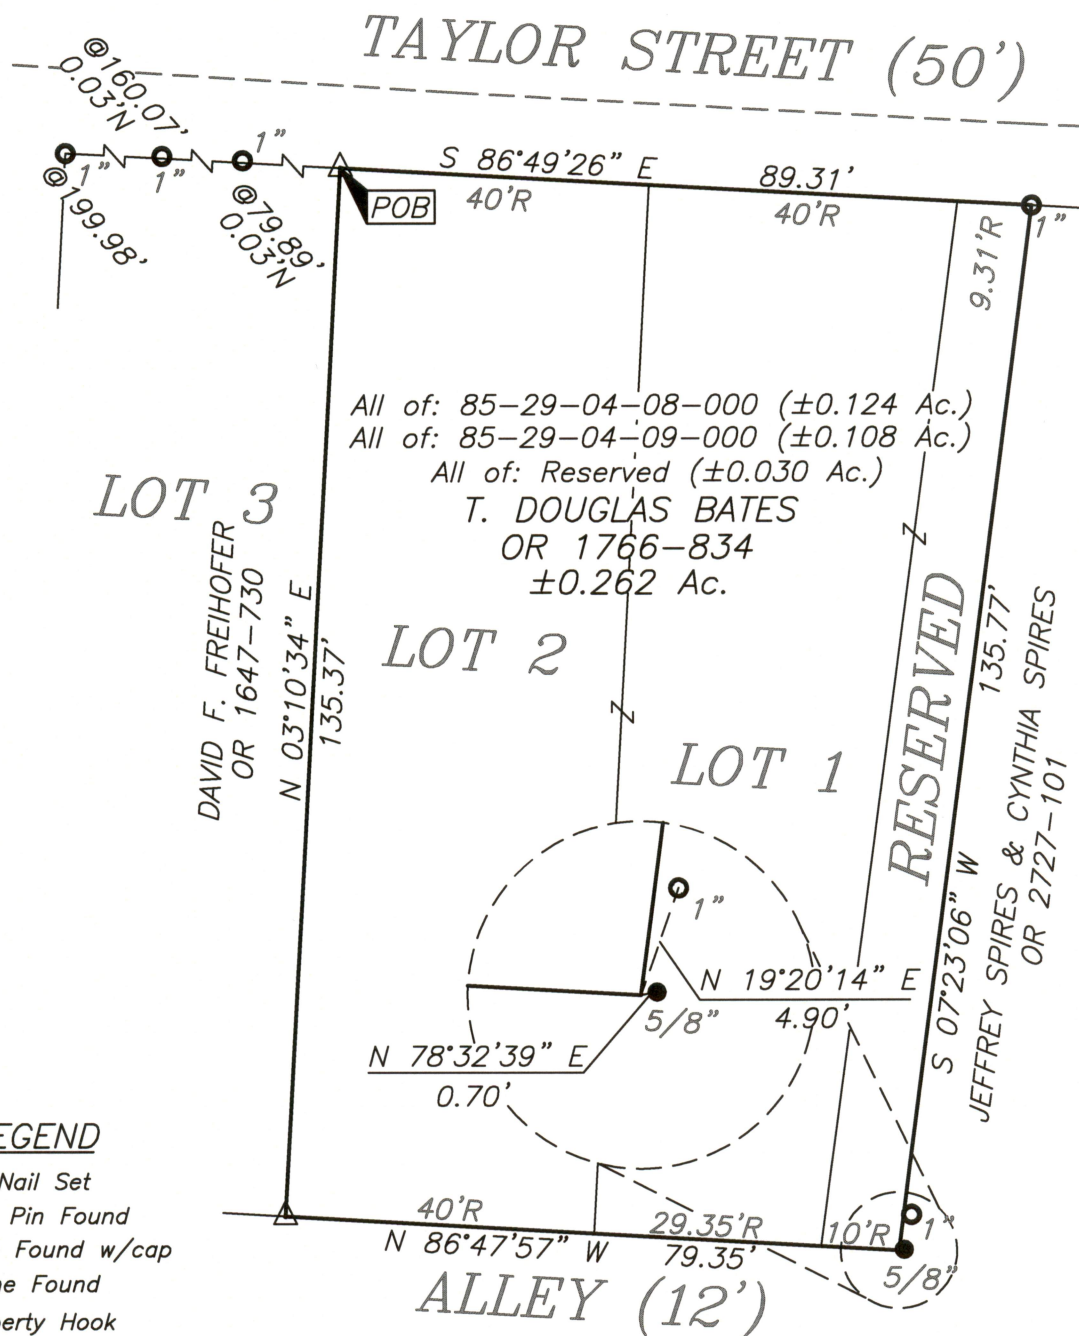 TAYLOR STREET (50')
@160.07'
0.03'N
1"
1"
1"
@199.98'
@79.89'
0.03'N
POB
S 86°49'26" E
89.31'
40'R
40'R
9.31'R
1"
All of: 85-29-04-08-000 (±0.124 Ac.)
All of: 85-29-04-09-000 (±0.108 Ac.)
All of: Reserved (±0.030 Ac.)
T. DOUGLAS BATES
OR 1766-834
±0.262 Ac.
LOT 3
DAVID F. FREIHOFER
OR 1647-730
N 03°10'34" E
135.37'
LOT 2
LOT 1
RESERVED
135.77'
S 07°23'06" W
JEFFREY SPIRES & CYNTHIA SPIRES
OR 2727-101
1"
N 19°20'14" E
4.90'
5/8"
N 78°32'39" E
0.70'
40'R
29.35'R
10'R
1"
5/8"
N 86°47'57" W
79.35'
ALLEY (12')
EGEND
Nail Set
Pin Found
Found w/cap
e Found
erty Hook